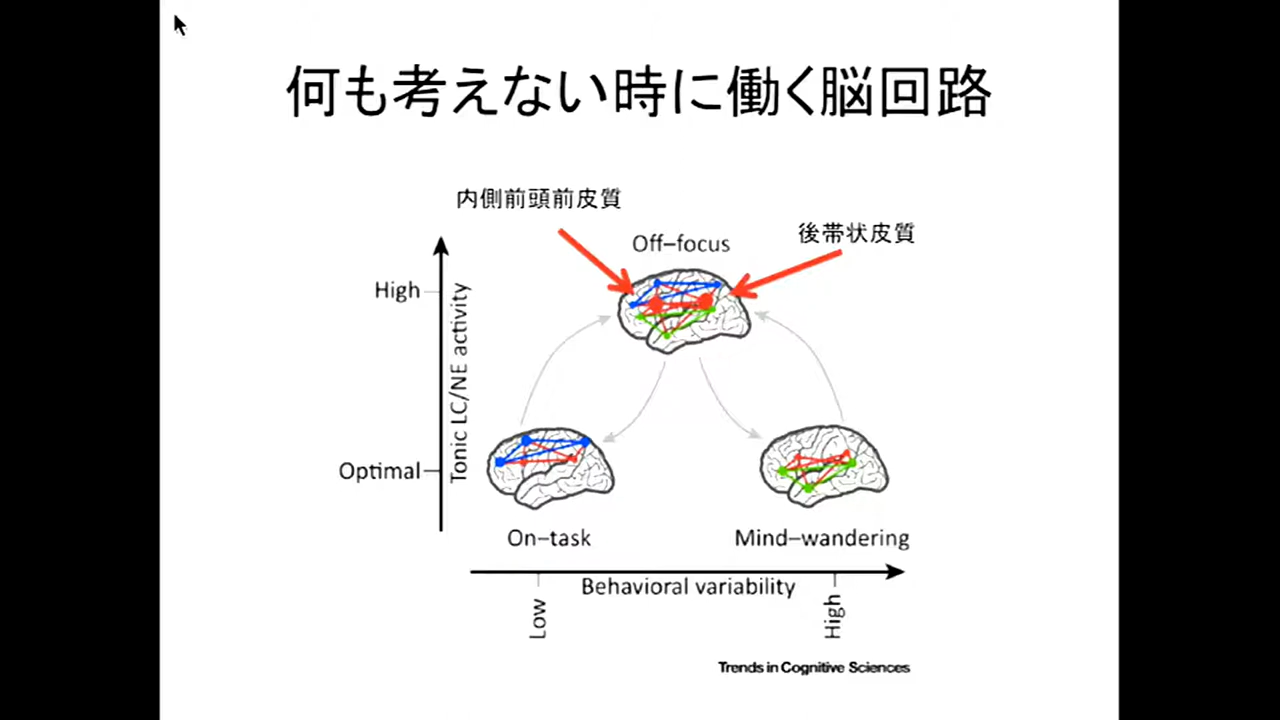 何も考えない時に働く脳回路
内側前頭前皮質
後帯状皮質
Off–focus
High
Tonic LC/NE activity
Optimal
On–task
Mind–wandering
Behavioral variability
Low
High
Trends in Cognitive Sciences